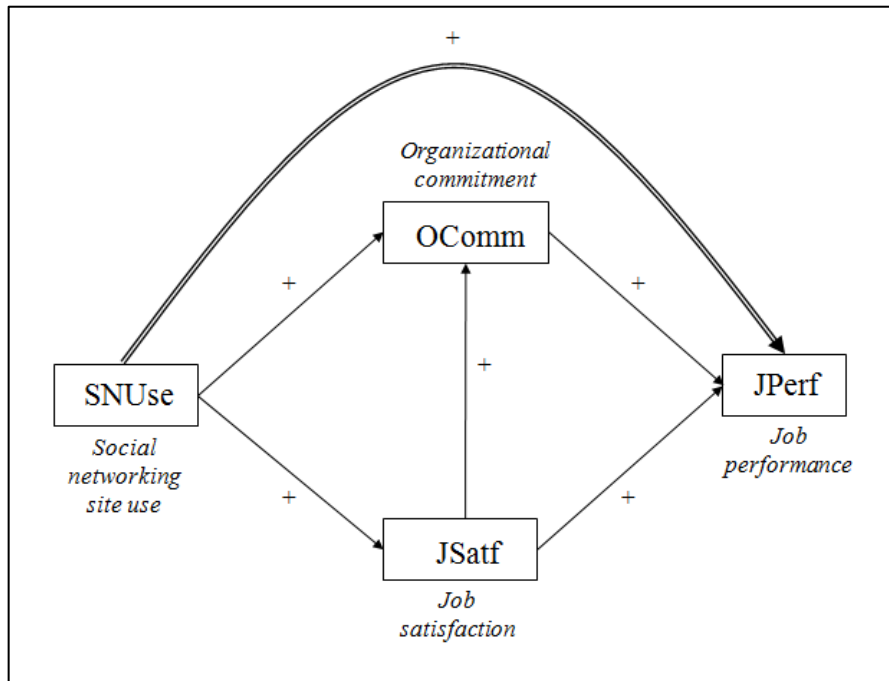 +
Organizational
commitment
OComm
+
+
SNUse
+
JPerf
Social
networking
site use
Job
performance
+
+
JSatf
Job
satisfaction